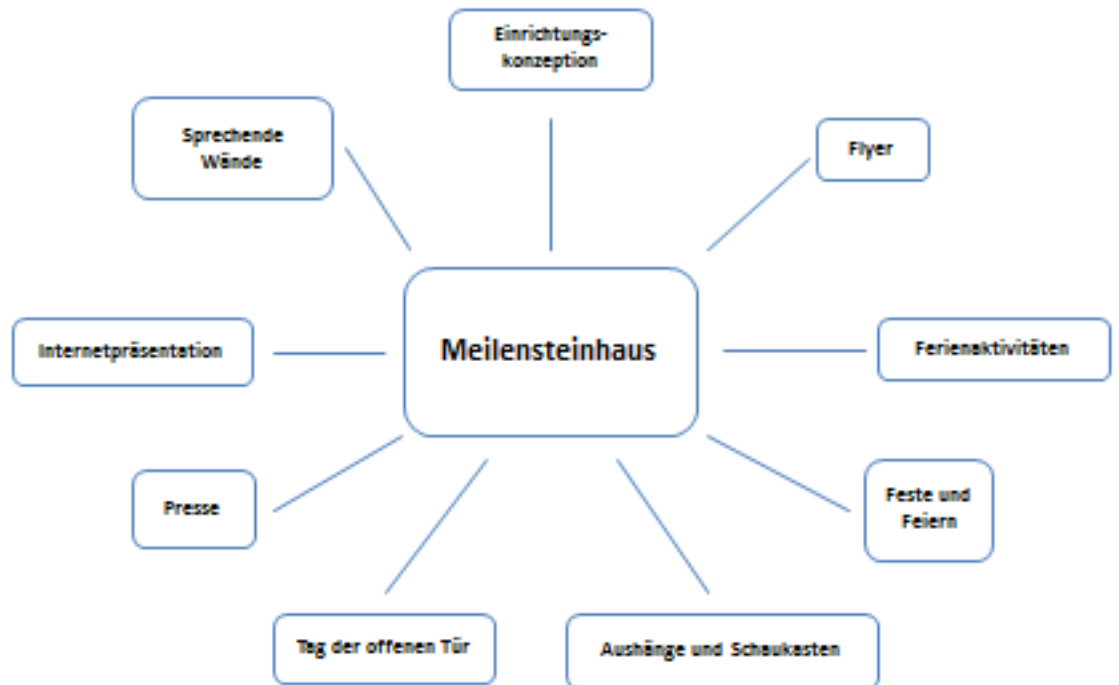 Einrichtungs-
konzeption
Sprechende
Wände
Flyer
Internetpräsentation
Meilensteinhaus
Ferienaktivitäten
Presse
Feste und
Feiern
Tag der offenen Tür
Aushänge und Schaukasten